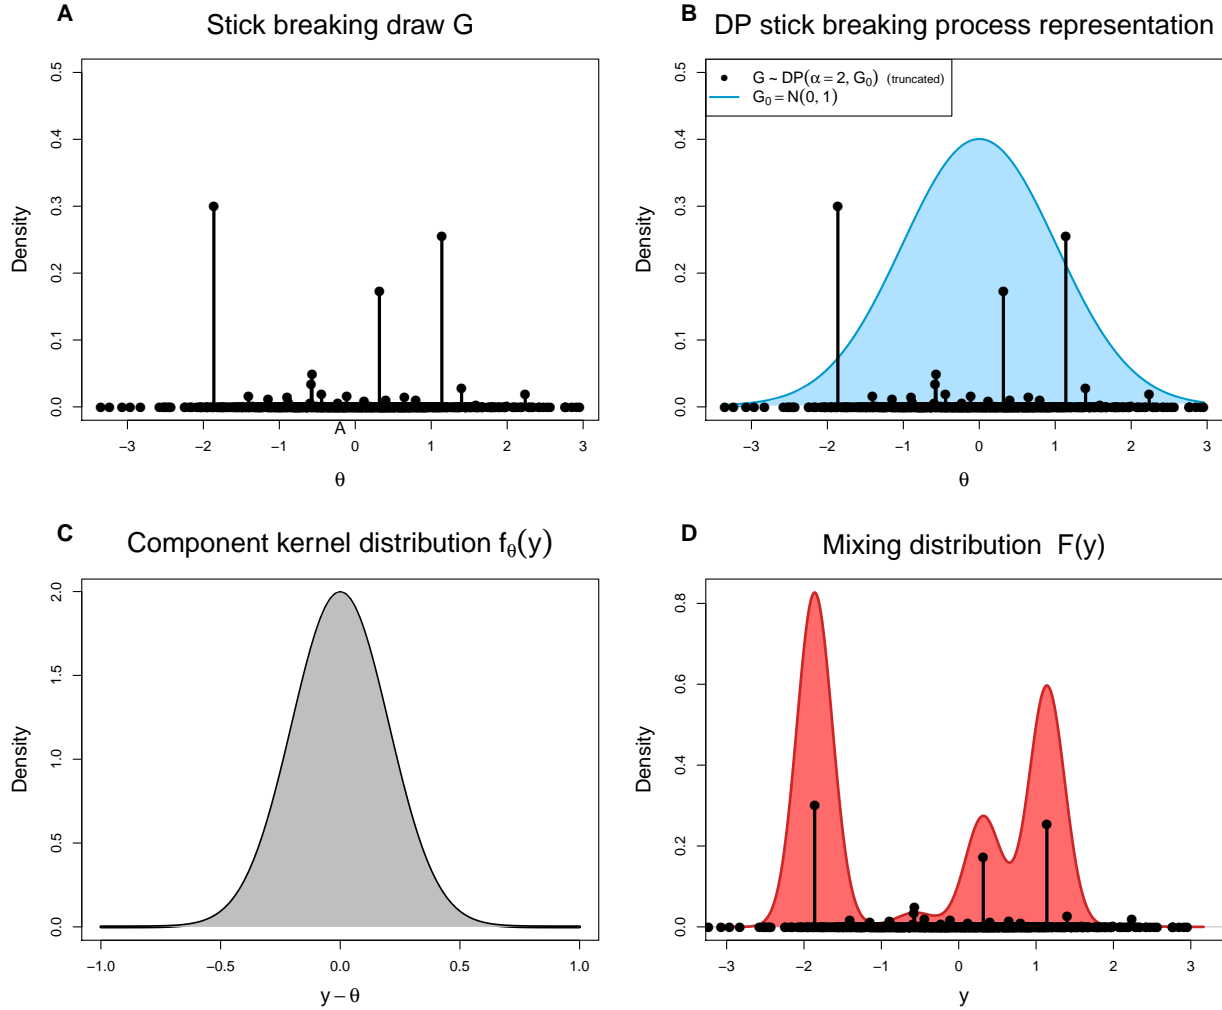 A
Stick breaking draw G
Density
0.0 0.1 0.2 0.3 0.4 0.5
A
−3 −2 −1 0 1 2 3
θ
B
DP stick breaking process representation
G ~ DP(α = 2, G0) (truncated)
G0 = N(0, 1)
Density
0.0 0.1 0.2 0.3 0.4 0.5
−3 −2 −1 0 1 2 3
θ
C
Component kernel distribution fθ(y)
Density
0.0 0.5 1.0 1.5 2.0
−1.0 −0.5 0.0 0.5 1.0
y − θ
D
Mixing distribution F(y)
Density
0.0 0.2 0.4 0.6 0.8
−3 −2 −1 0 1 2 3
y